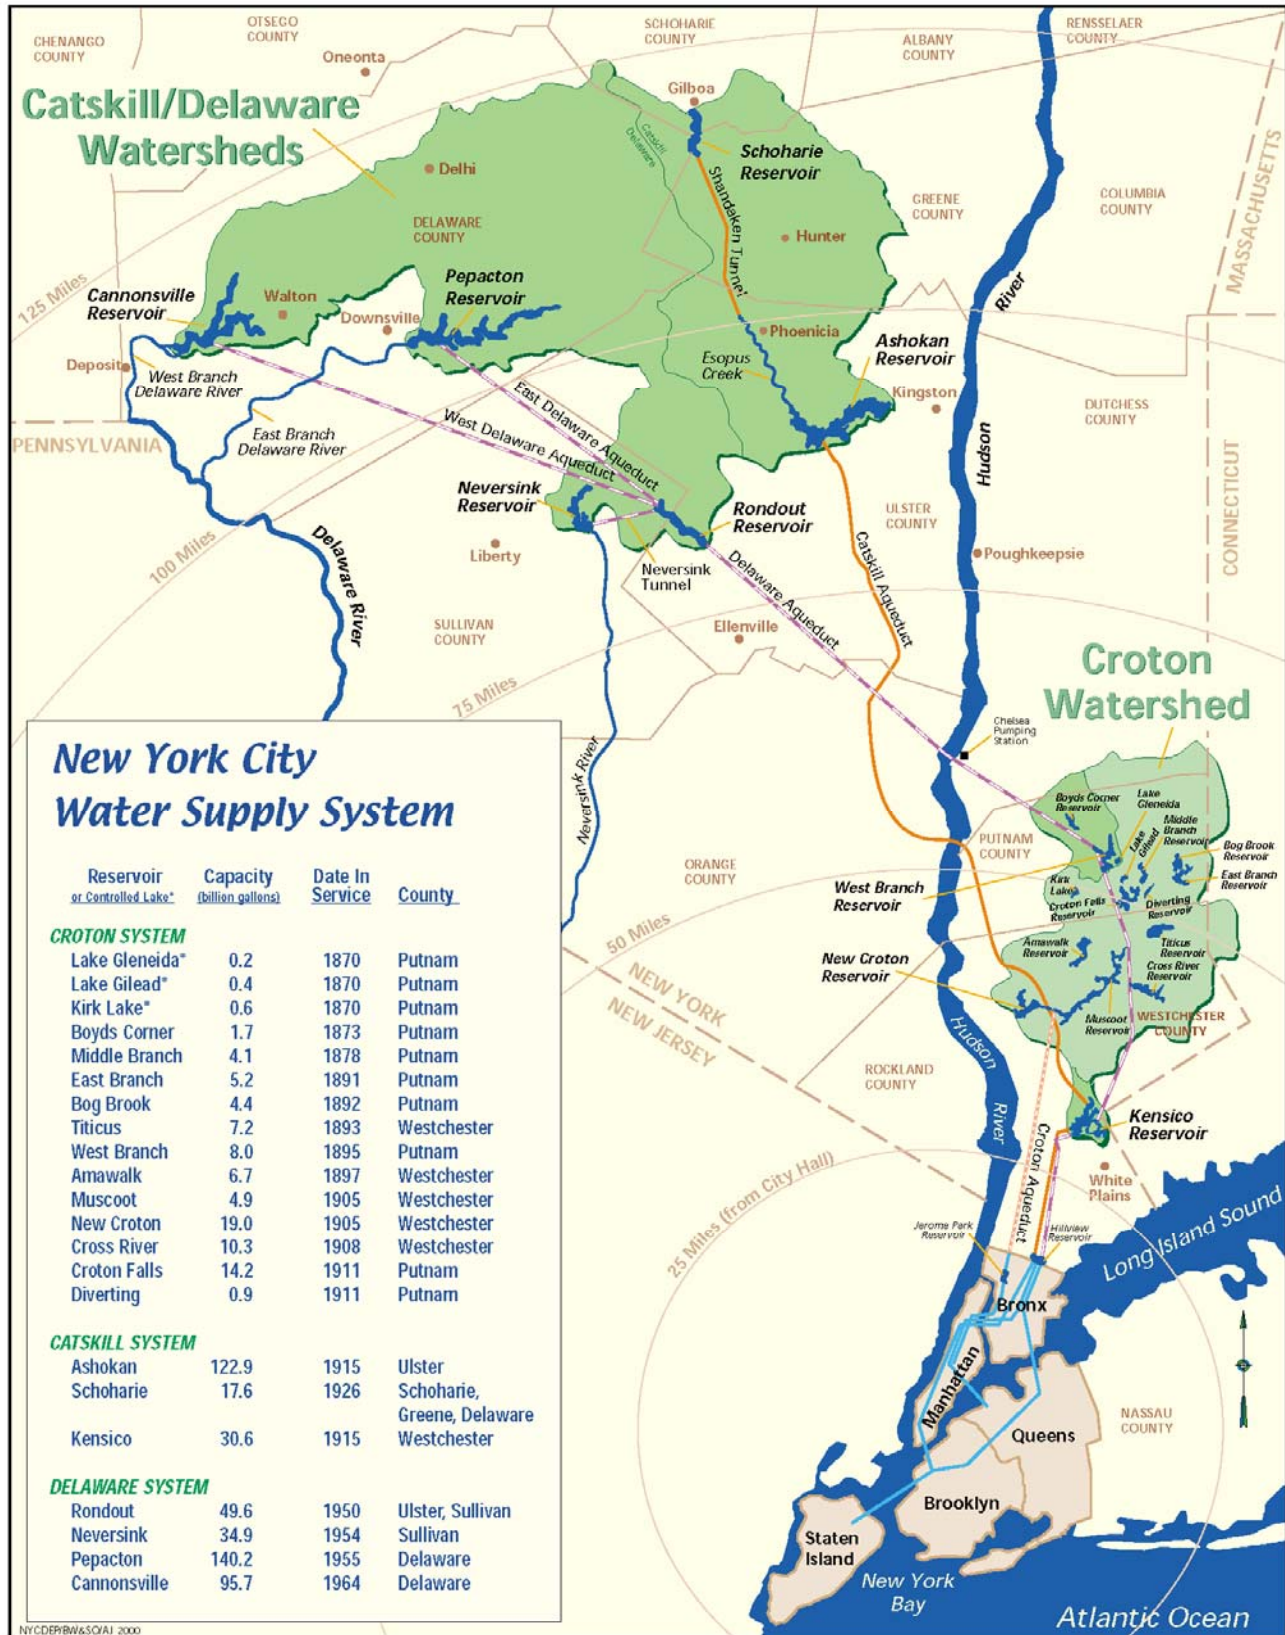 CHENANGO
COUNTY
OTSEGO
COUNTY
SCHOHARIE
COUNTY
ALBANY
COUNTY
RENSSELAER
COUNTY
Oneonta
Gilboa
Catskill/Delaware
Watersheds
Catskill
Delaware
Schoharie
Reservoir
Delhi
MASSACHUSETTS
DELAWARE
COUNTY
Shandaken Tunnel
GREENE
COUNTY
COLUMBIA
COUNTY
Hunter
125 Miles
Cannonsville
Reservoir
Walton
Pepacton
Reservoir
Downsville
River
Phoenicia
Ashokan
Reservoir
Deposit
West Branch
Delaware River
Esopus
Creek
Kingston
DUTCHESS
COUNTY
PENNSYLVANIA
East Branch
Delaware River
East Delaware Aqueduct
West Delaware Aqueduct
Hudson
CONNECTICUT
Neversink
Reservoir
Rondout
Reservoir
ULSTER
COUNTY
100 Miles
Delaware River
Liberty
Neversink
Tunnel
Delaware Aqueduct
Catskill Aqueduct
Poughkeepsie
SULLIVAN
COUNTY
Ellenville
Croton
Watershed
75 Miles
Chelsea
Pumping
Station
Neversink River
Boyds Corner
Reservoir
Lake
Gleneida
Middle
Branch
Reservoir
Lake
Gilead
Bog Brook
Reservoir
East Branch
Reservoir
PUTNAM
COUNTY
ORANGE
COUNTY
West Branch
Reservoir
Kirk
Lake
Croton Falls
Reservoir
Diverting
Reservoir
50 Miles
Amawalk
Reservoir
Titicus
Reservoir
Cross River
Reservoir
New Croton
Reservoir
NEW YORK
NEW JERSEY
Muscoot
Reservoir
WESTCHESTER
COUNTY
Hudson
River
ROCKLAND
COUNTY
Kensico
Reservoir
Croton Aqueduct
White
Plains
25 Miles (from City Hall)
Jerome Park
Reservoir
Hillview
Reservoir
Long Island Sound
Bronx
Manhattan
Queens
NASSAU
COUNTY
Brooklyn
Staten
Island
New York
Bay
Atlantic Ocean
New York City
Water Supply System
Reservoir Capacity Date In
or Controlled Lake* (billion gallons) Service County
CROTON SYSTEM
Lake Gleneida* 0.2 1870 Putnam
Lake Gilead* 0.4 1870 Putnam
Kirk Lake* 0.6 1870 Putnam
Boyds Corner 1.7 1873 Putnam
Middle Branch 4.1 1878 Putnam
East Branch 5.2 1891 Putnam
Bog Brook 4.4 1892 Putnam
Titicus 7.2 1893 Westchester
West Branch 8.0 1895 Putnam
Amawalk 6.7 1897 Westchester
Muscoot 4.9 1905 Westchester
New Croton 19.0 1905 Westchester
Cross River 10.3 1908 Westchester
Croton Falls 14.2 1911 Putnam
Diverting 0.9 1911 Putnam
CATSKILL SYSTEM
Ashokan 122.9 1915 Ulster
Schoharie 17.6 1926 Schoharie,
Greene, Delaware
Kensico 30.6 1915 Westchester
DELAWARE SYSTEM
Rondout 49.6 1950 Ulster, Sullivan
Neversink 34.9 1954 Sullivan
Pepacton 140.2 1955 Delaware
Cannonsville 95.7 1964 Delaware
NYCDEP/BW&SO/AJ 2000